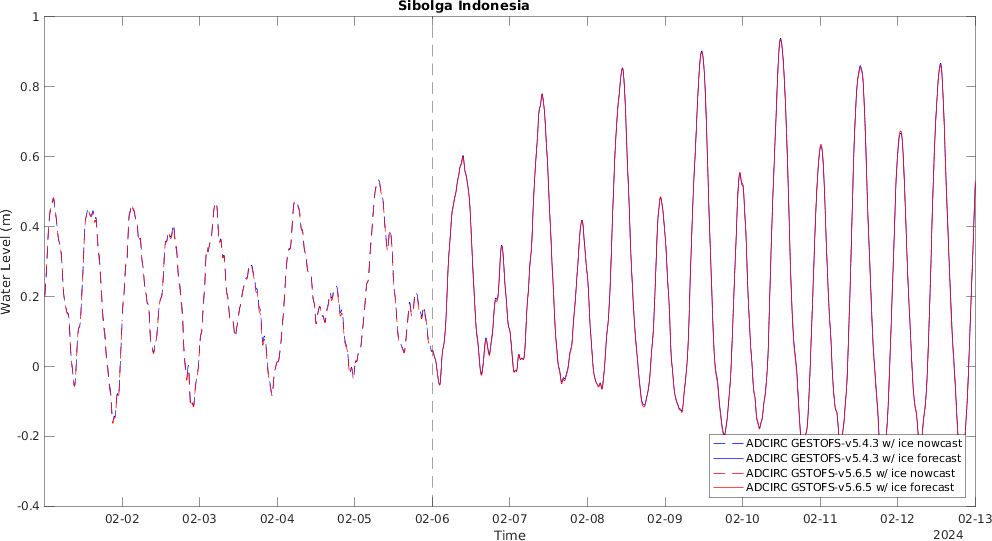 Sibolga Indonesia
1
0.8
0.6
0.4
0.2
0
-0.2
-0.4
Water Level (m)
ADCIRC GESTOFS-v5.4.3 w/ ice nowcast
ADCIRC GESTOFS-v5.4.3 w/ ice forecast
ADCIRC GSTOFS-v5.6.5 w/ ice nowcast
ADCIRC GSTOFS-v5.6.5 w/ ice forecast
02-02 02-03 02-04 02-05 02-06 02-07 02-08 02-09 02-10 02-11 02-12 02-13
Time
2024